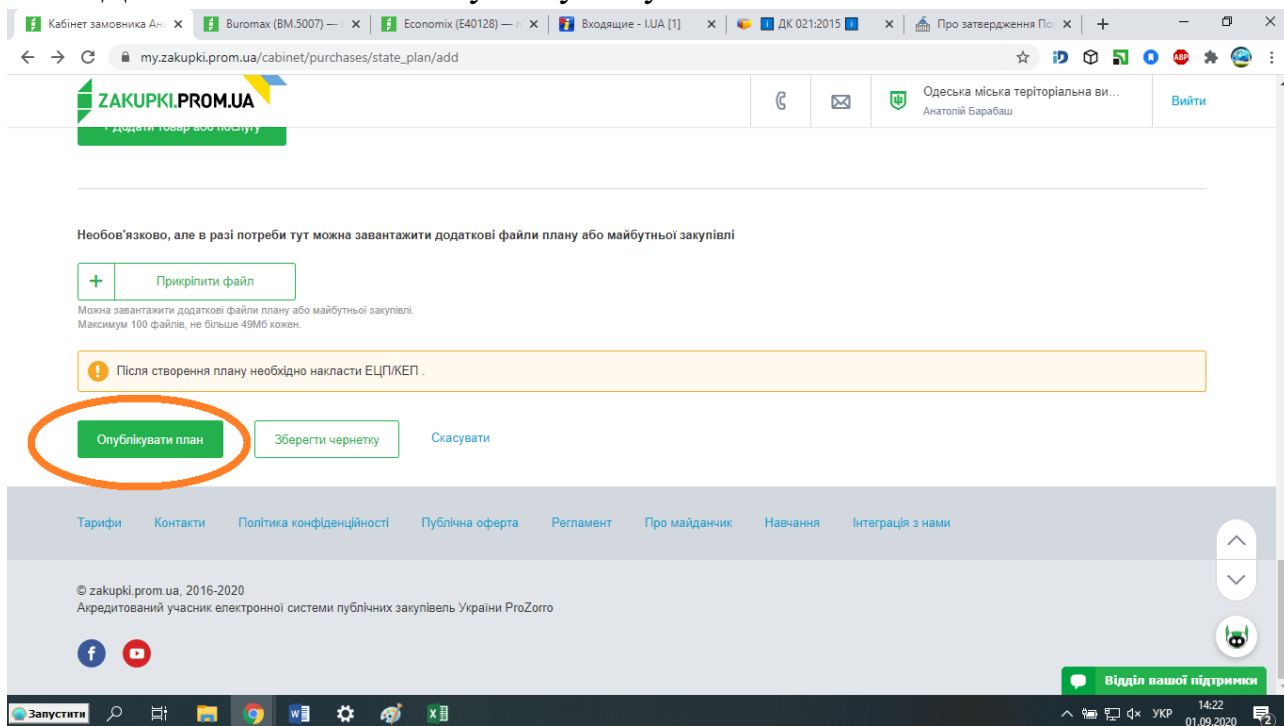 Кабінет замовника Ан
Buromax (BM.5007) —
Economix (E40128) —
Входящие - I.UA [1]
ДК 021:2015
Про затвердження По
my.zakupki.prom.ua/cabinet/purchases/state_plan/add
ZAKUPKI.PROM.UA
Одеська міська теріторіальна ви...
Анатолій Барабаш
Вийти
+ Додати товар або послугу
Необов'язково, але в разі потреби тут можна завантажити додаткові файли плану або майбутньої закупівлі
+ Прикріпити файл
Можна завантажити додаткові файли плану або майбутньої закупівлі.
Максимум 100 файлів, не більше 49Мб кожен.
Після створення плану необхідно накласти ЕЦП/КЕП .
Опублікувати план
Зберегти чернетку
Скасувати
Тарифи
Контакти
Політика конфіденційності
Публічна оферта
Регламент
Про майданчик
Навчання
Інтеграція з нами
© zakupki.prom.ua, 2016-2020
Акредитований учасник електронної системи публічних закупівель України ProZorro
Відділ вашої підтримки
Запустити
УКР
14:22
01.09.2020